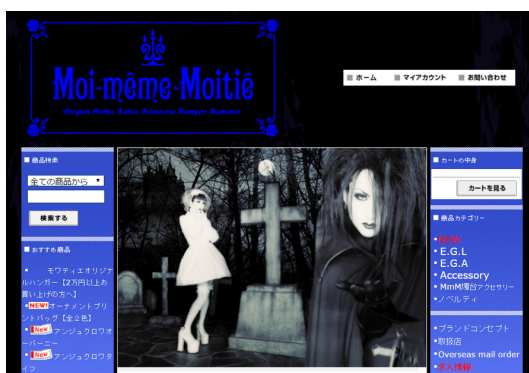 Moi-même-Moitié
Elegant Gothic Lolita Aristocrat Vampire Romance
ホーム
マイアカウント
お問い合わせ
商品検索
全ての商品から
検索する
おすすめ商品
モワティエオリジナ
ルハンガー【2万円以上お
買い上げの方へ】
NEW!オーナメントプリ
ントバッグ【全2色】
New!アンジュクロワオ
ーバーニー
New!アンジュクロワタ
イツ
カートの中身
カートを見る
商品カテゴリー
NEW
E.G.L
E.G.A
Accessory
MmM燭台アクセサリー
ノベルティ
ブランドコンセプト
取扱店
Overseas mail order
求人情報